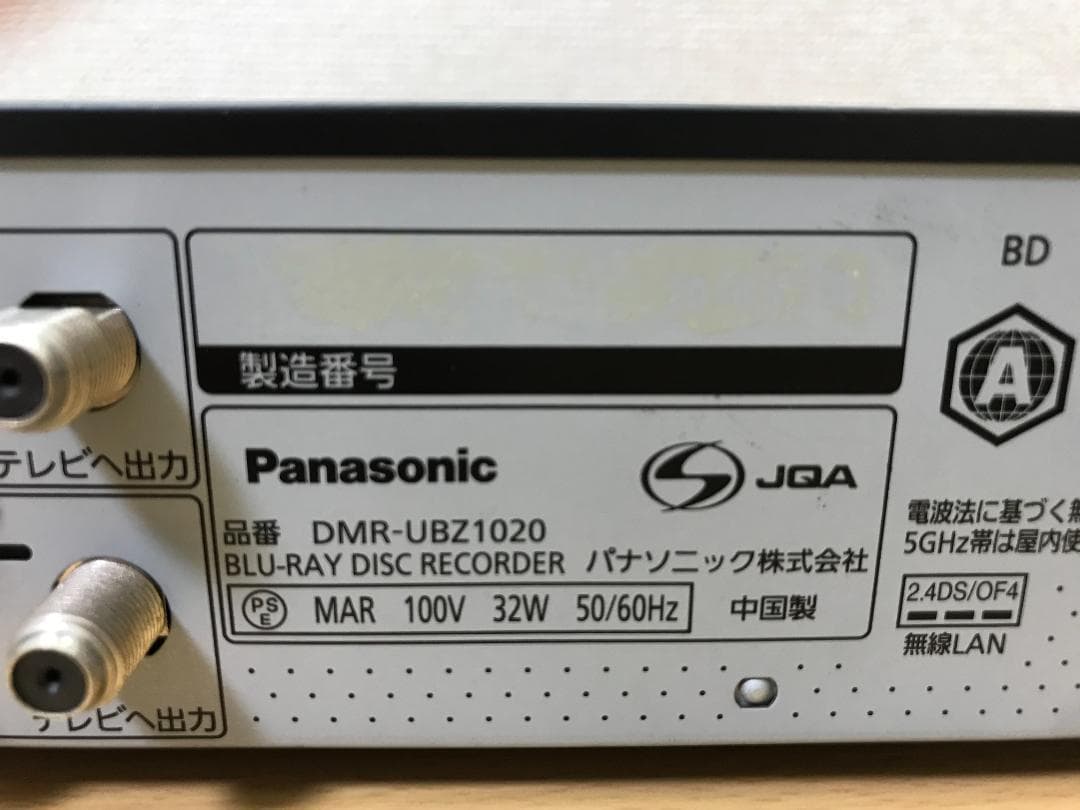 製造番号
BD
A
テレビへ出力
Panasonic
JQA
品番 DMR-UBZ1020
BLU-RAY DISC RECORDER パナソニック株式会社
PSE MAR 100V 32W 50/60Hz 中国製
電波法に基づく無
5GHz帯は屋内使
2.4DS/OF4
無線LAN
テレビへ出力